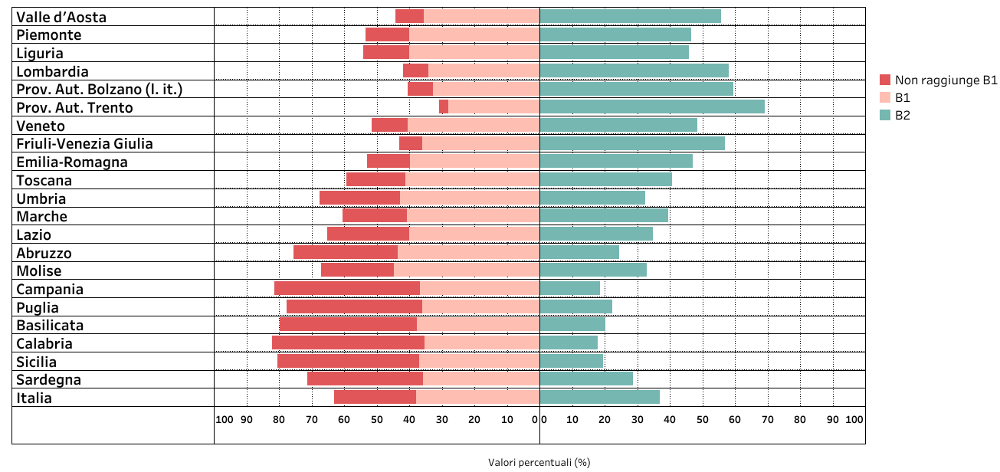 Valle d’Aosta
Piemonte
Liguria
Lombardia
Prov. Aut. Bolzano (l. it.)
Prov. Aut. Trento
Veneto
Friuli-Venezia Giulia
Emilia-Romagna
Toscana
Umbria
Marche
Lazio
Abruzzo
Molise
Campania
Puglia
Basilicata
Calabria
Sicilia
Sardegna
Italia
100 90 80 70 60 50 40 30 20 10 0 0 10 20 30 40 50 60 70 80 90 100
Valori percentuali (%)
Non raggiunge B1
B1
B2